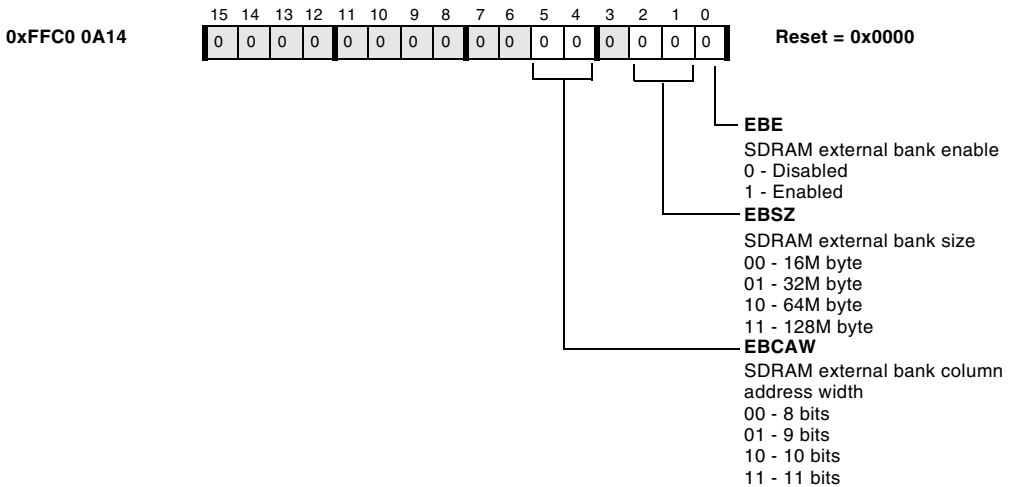 15 14 13 12 11 10 9 8 7 6 5 4 3 2 1 0
0xFFC0 0A14
0 0 0 0 0 0 0 0 0 0 0 0 0 0 0 0
Reset = 0x0000
EBE
SDRAM external bank enable
0 - Disabled
1 - Enabled
EBSZ
SDRAM external bank size
00 - 16M byte
01 - 32M byte
10 - 64M byte
11 - 128M byte
EBCAW
SDRAM external bank column
address width
00 - 8 bits
01 - 9 bits
10 - 10 bits
11 - 11 bits